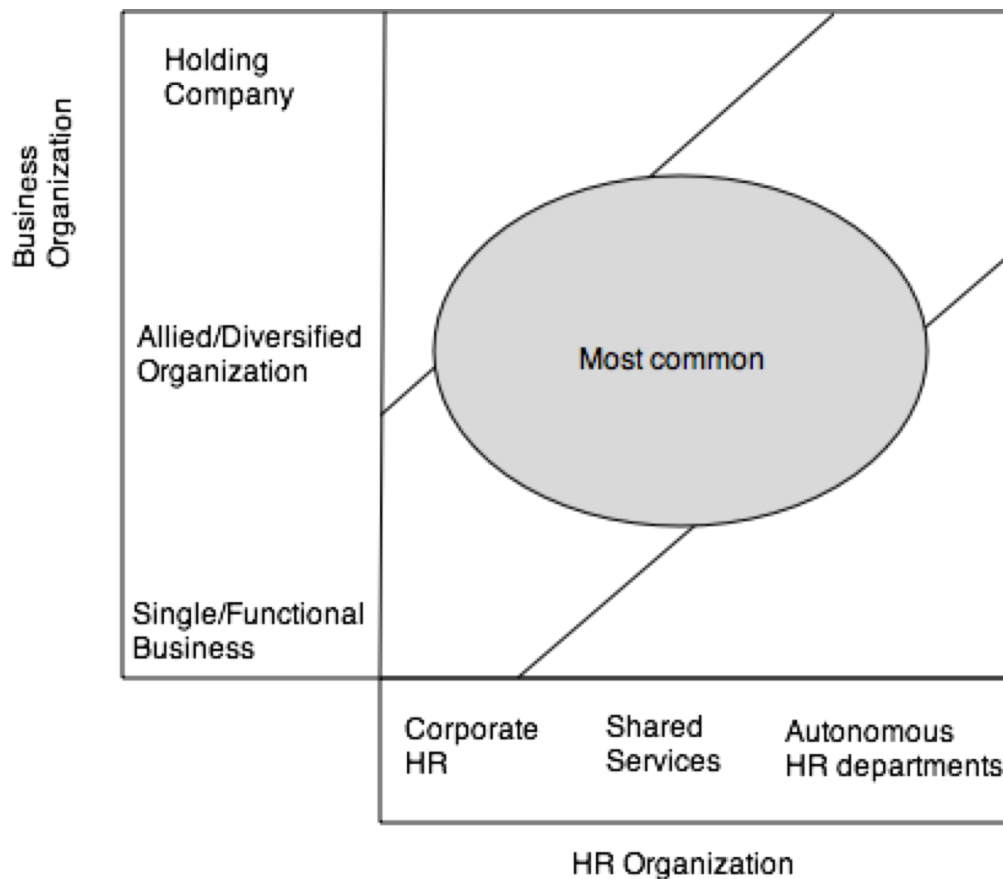 Business
Organization
Holding
Company
Allied/Diversified
Organization
Most common
Single/Functional
Business
Corporate
HR
Shared
Services
Autonomous
HR departments
HR Organization